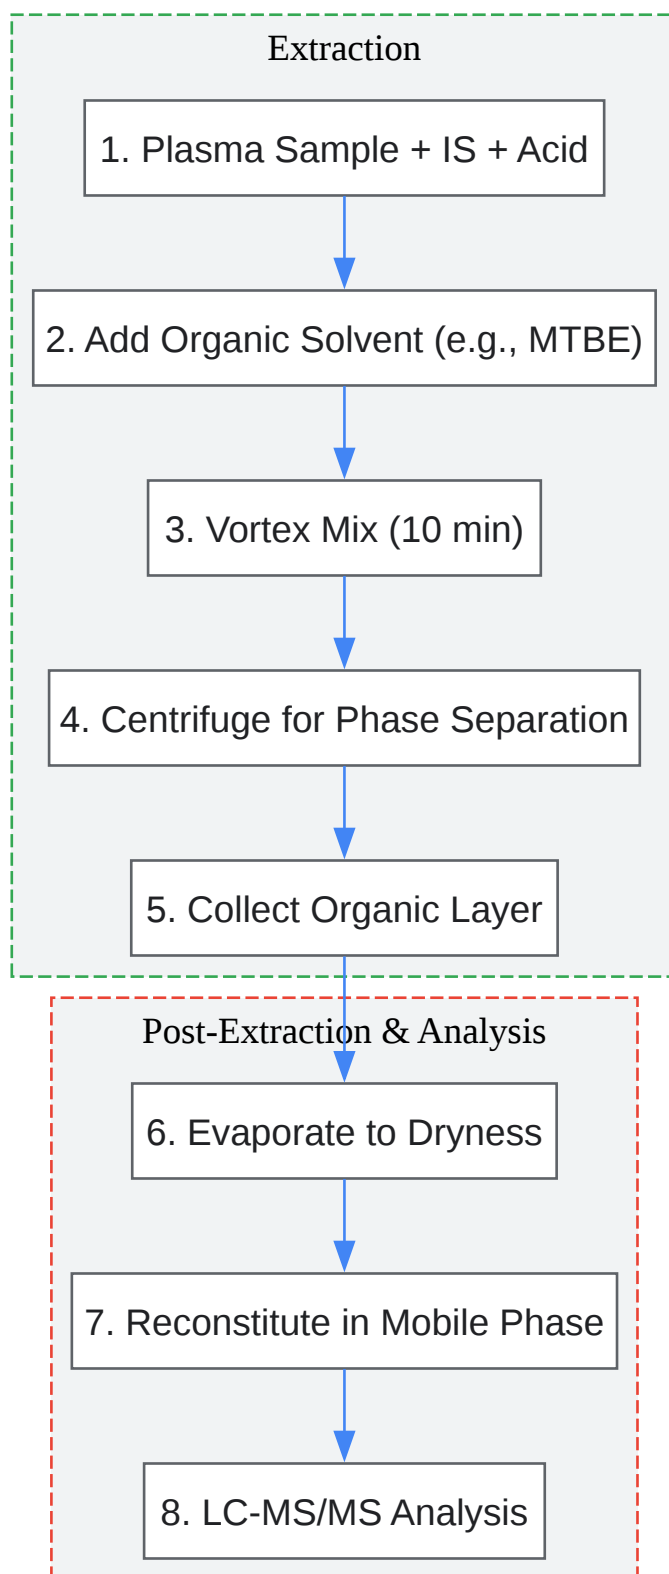 Extraction
1. Plasma Sample + IS + Acid
2. Add Organic Solvent (e.g., MTBE)
3. Vortex Mix (10 min)
4. Centrifuge for Phase Separation
5. Collect Organic Layer
Post-Extraction & Analysis
6. Evaporate to Dryness
7. Reconstitute in Mobile Phase
8. LC-MS/MS Analysis